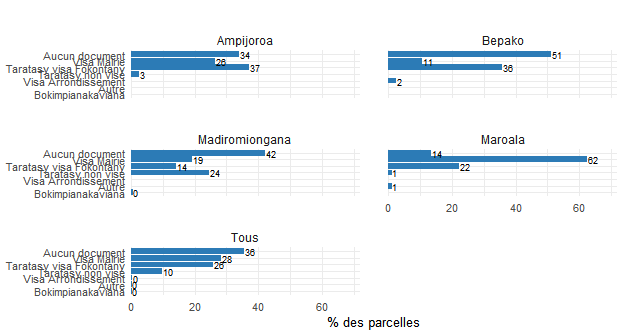 Ampijoroa
Bepako
Aucun document 34 51
Visa Mairie 26 11
Taratasy visa Fokontany 37 36
Taratasy non visé 3
Visa Arrondissement 2
Autre
Bokimpianakaviana
Madiromiongana
Maroala
Aucun document 42 14
Visa Mairie 19 62
Taratasy visa Fokontany 14 22
Taratasy non visé 24 1
Visa Arrondissement
Autre 1
Bokimpianakaviana 0
0 20 40 60
Tous
Aucun document 36
Visa Mairie 28
Taratasy visa Fokontany 26
Taratasy non visé 10
Visa Arrondissement 0
Autre 0
Bokimpianakaviana 0
0 20 40 60
% des parcelles